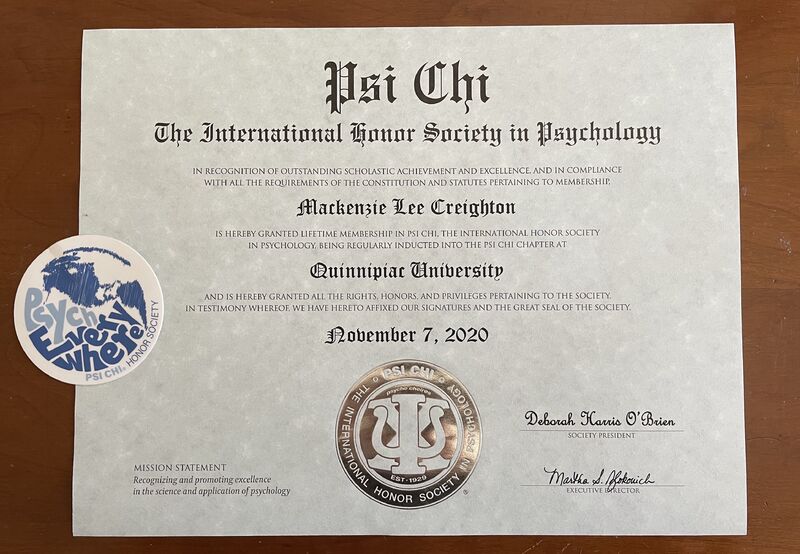 Psi Chi
The International Honor Society in Psychology
IN RECOGNITION OF OUTSTANDING SCHOLASTIC ACHIEVEMENT AND EXCELLENCE, AND IN COMPLIANCE
WITH ALL THE REQUIREMENTS OF THE CONSTITUTION AND STATUTES PERTAINING TO MEMBERSHIP,
Mackenzie Lee Creighton
IS HEREBY GRANTED LIFETIME MEMBERSHIP IN PSI CHI, THE INTERNATIONAL HONOR SOCIETY
IN PSYCHOLOGY, BEING REGULARLY INDUCTED INTO THE PSI CHI CHAPTER AT
Quinnipiac University
AND IS HEREBY GRANTED ALL THE RIGHTS, HONORS, AND PRIVILEGES PERTAINING TO THE SOCIETY.
IN TESTIMONY WHEREOF, WE HAVE HERETO AFFIXED OUR SIGNATURES AND THE GREAT SEAL OF THE SOCIETY.
November 7, 2020
Psych
Every
where!
PSI CHI® HONOR SOCIETY
PSI CHI
THE INTERNATIONAL HONOR SOCIETY IN PSYCHOLOGY
psyche cheires
EST·1929
®
Deborah Harris O'Brien
SOCIETY PRESIDENT
Martha S.
EXECUTIVE DIRECTOR
MISSION STATEMENT
Recognizing and promoting excellence
in the science and application of psychology